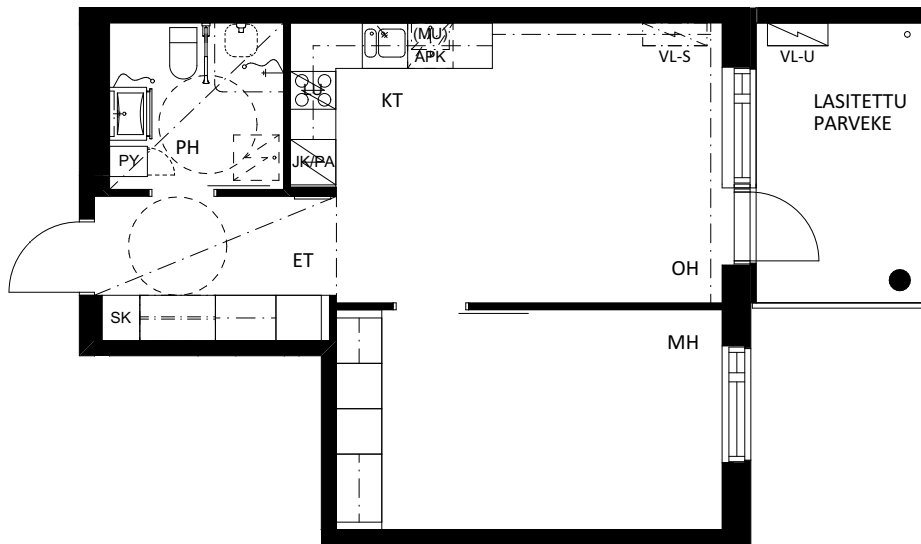 (MU)
APK
VL-S
VL-U
LU
KT
LASITETTU
PARVEKE
PH
PY
JK/PA
ET
OH
SK
MH